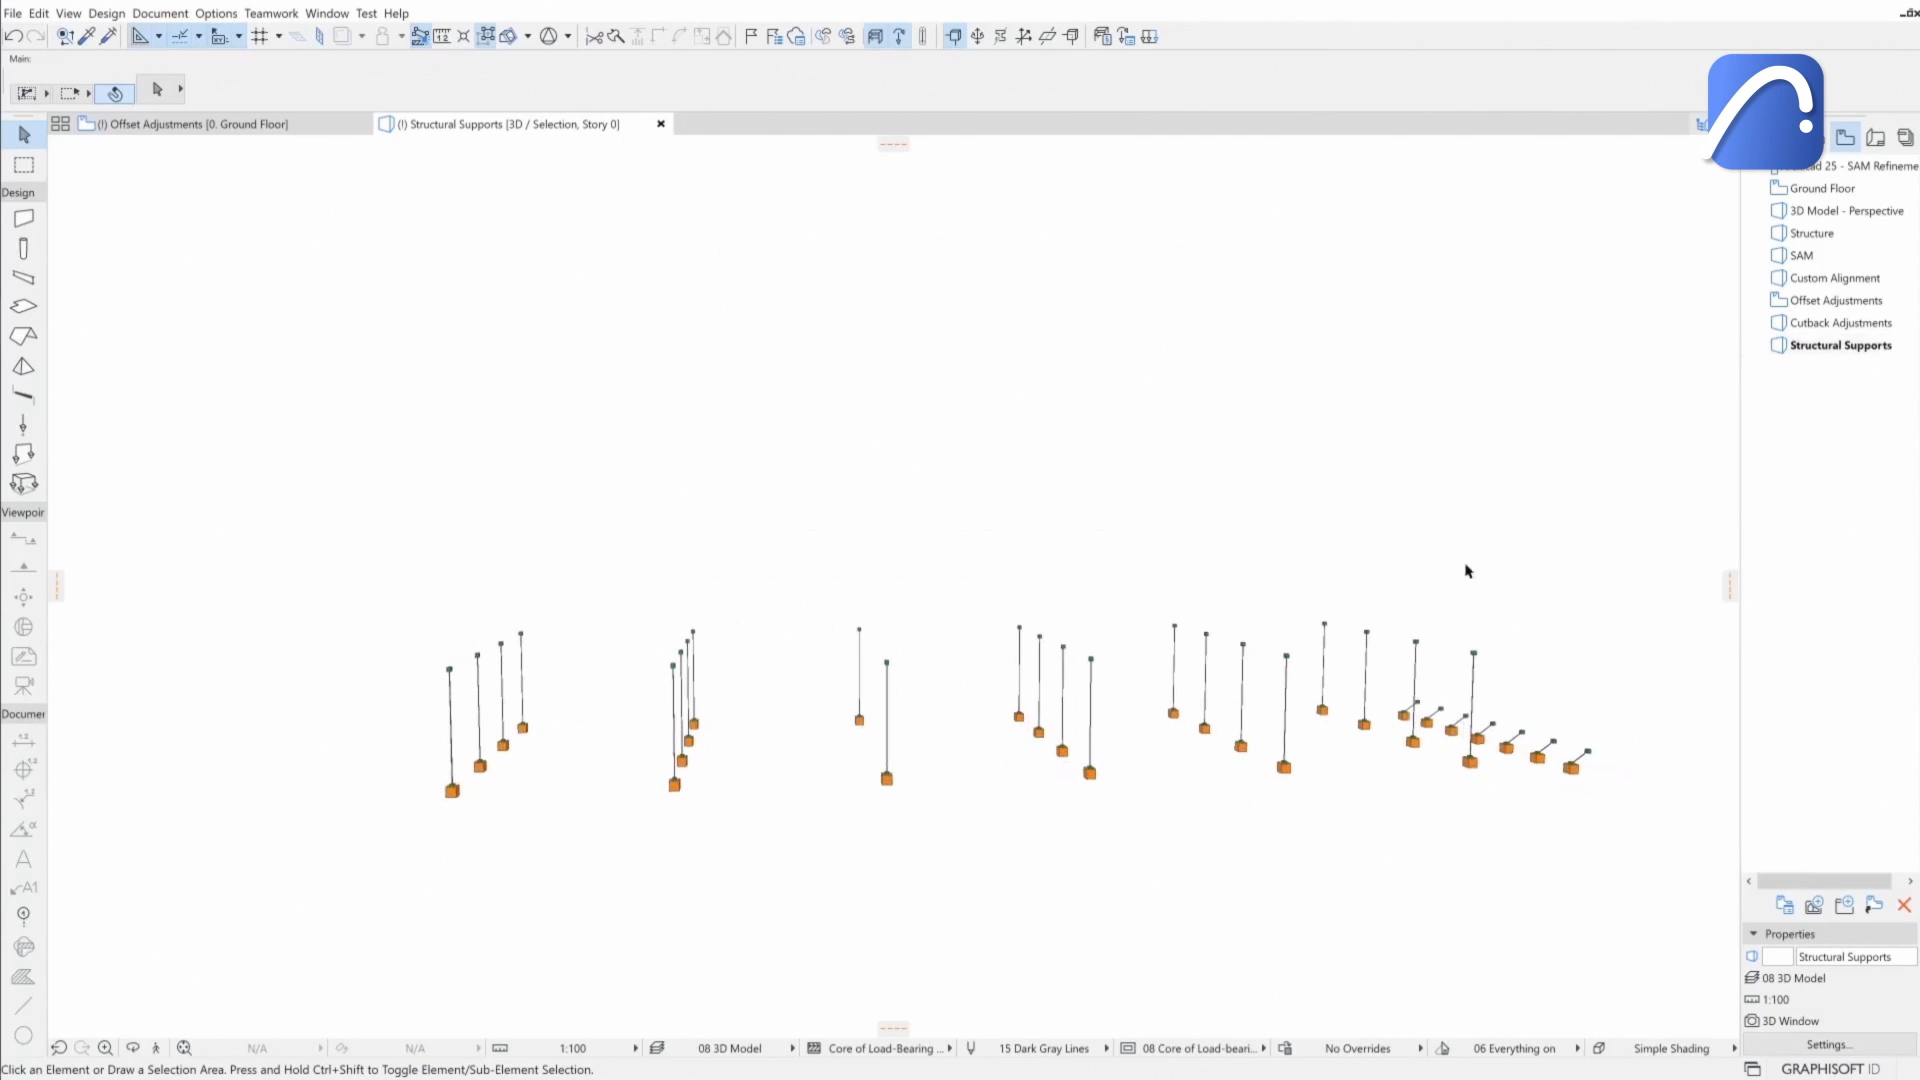 File Edit View Design Document Options Teamwork Window Test Help
Main:
(!) Offset Adjustments [0. Ground Floor]
(!) Structural Supports [3D / Selection, Story 0]
25 - SAM Refineme
Ground Floor
3D Model - Perspective
Structure
SAM
Custom Alignment
Offset Adjustments
Cutback Adjustments
Structural Supports
Design
Viewpoir
Documer
A
A1
Properties
Structural Supports
08 3D Model
1:100
3D Window
Settings...
N/A N/A 1:100 08 3D Model Core of Load-Bearing ... 15 Dark Gray Lines 08 Core of Load-beari... No Overrides 06 Everything on Simple Shading
Click an Element or Draw a Selection Area. Press and Hold Ctrl+Shift to Toggle Element/Sub-Element Selection.
GRAPHISOFT ID